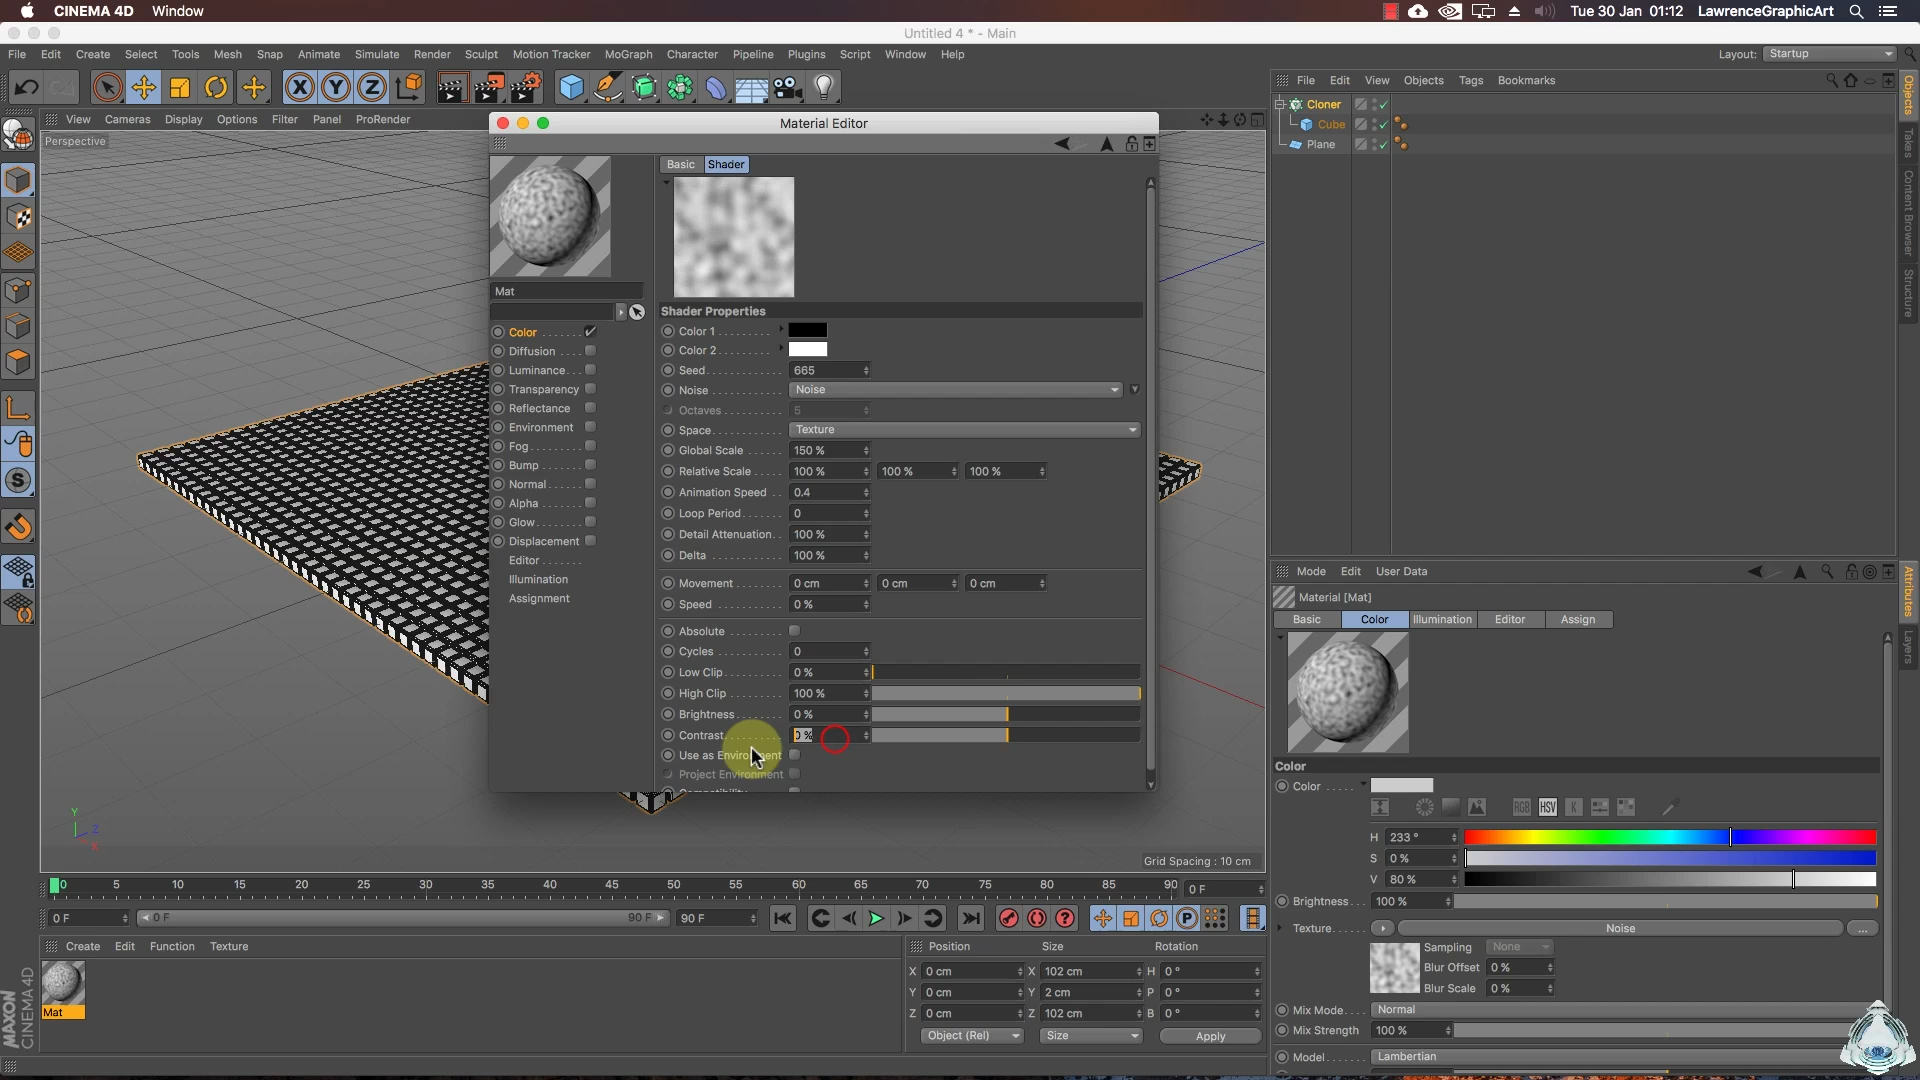 CINEMA 4D Window Tue 30 Jan 01:12 LawrenceGraphicArt
Untitled 4 * - Main
File Edit Create Select Tools Mesh Snap Animate Simulate Render Sculpt Motion Tracker MoGraph Character Pipeline Plugins Script Window Help Layout: Startup
File Edit View Objects Tags Bookmarks
View Cameras Display Options Filter Panel ProRender
Perspective
Cloner
Cube
Plane
Objects
Takes
Content Browser
Structure
Material Editor
Basic Shader
Mat
Color
Diffusion
Luminance
Transparency
Reflectance
Environment
Fog
Bump
Normal
Alpha
Glow
Displacement
Editor
Illumination
Assignment
Shader Properties
Color 1
Color 2
Seed 665
Noise Noise
Octaves 5
Space Texture
Global Scale 150 %
Relative Scale 100 % 100 % 100 %
Animation Speed 0.4
Loop Period 0
Detail Attenuation 100 %
Delta 100 %
Movement 0 cm 0 cm 0 cm
Speed 0 %
Absolute
Cycles 0
Low Clip 0 %
High Clip 100 %
Brightness 0 %
Contrast 0 %
Use as Environment
Project Environment
Grid Spacing : 10 cm
Y
Z
X
Mode Edit User Data
Material [Mat]
Basic Color Illumination Editor Assign
Attributes
Layers
Color
Color
RGB HSV K
H 233 °
S 0 %
V 80 %
Brightness 100 %
Texture Noise ...
Sampling None
Blur Offset 0 %
Blur Scale 0 %
Mix Mode Normal
Mix Strength 100 %
Model Lambertian
0 5 10 15 20 25 30 35 40 45 50 55 60 65 70 75 80 85 90 0 F
0 F 0 F 90 F 90 F
Create Edit Function Texture
Mat
Position Size Rotation
X 0 cm X 102 cm H 0 °
Y 0 cm Y 2 cm P 0 °
Z 0 cm Z 102 cm B 0 °
Object (Rel) Size Apply
MAXON
CINEMA 4D